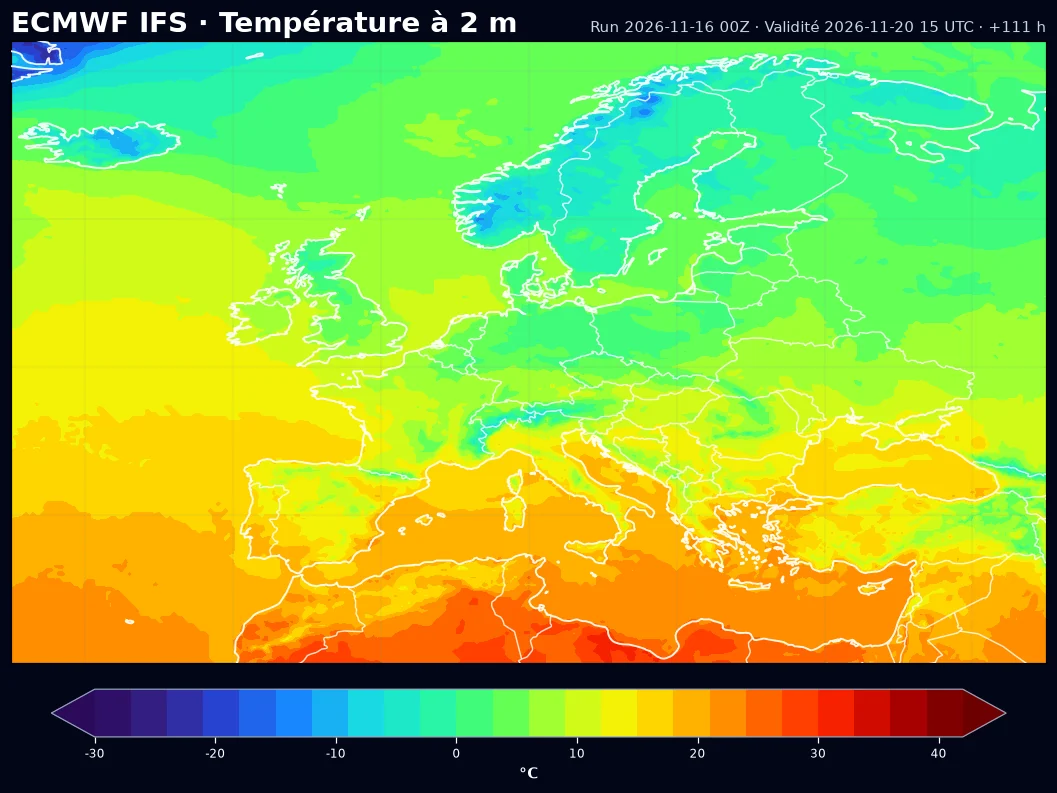 ECMWF IFS · Température à 2 m
Run 2026-11-16 00Z · Validité 2026-11-20 15 UTC · +111 h
-30 -20 -10 0 10 20 30 40
°C